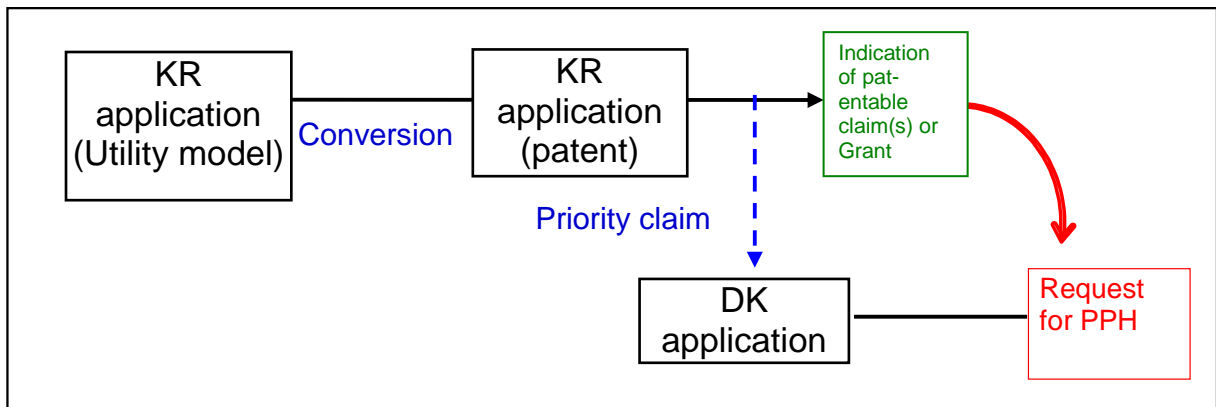 KR
application
(Utility model)
Conversion
KR
application
(patent)
Indication
of pat-
entable
claim(s) or
Grant
Priority claim
DK
application
Request
for PPH